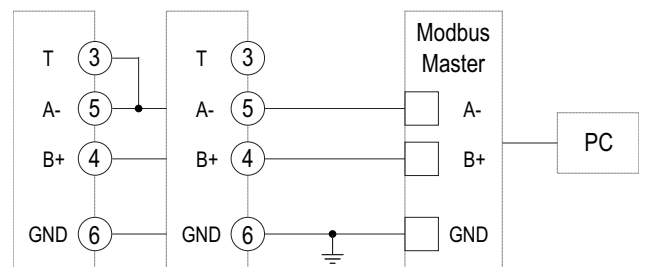 T 3
A- 5
B+ 4
GND 6
T 3
A- 5
B+ 4
GND 6
Modbus
Master
A-
B+
GND
PC